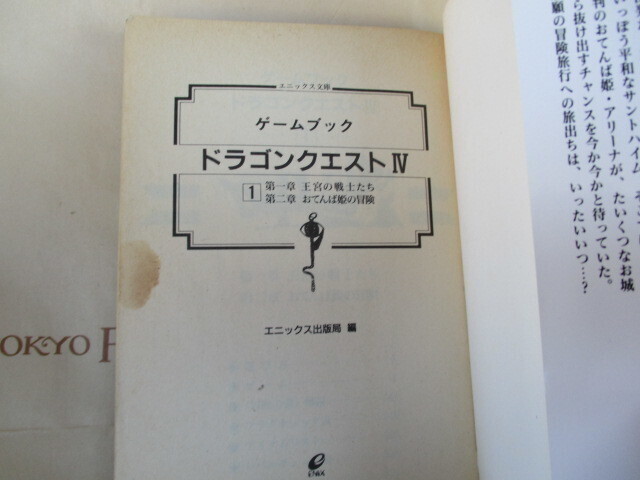 エニックス文庫
ゲームブック
ドラゴンクエストⅣ
1 第一章 王宮の戦士たち
第二章 おてんば姫の冒険
エニックス出版局 編
ENIX
いっぽう平和なサントハイム
判のおてんば姫・アリーナが、たいくつなお城
ら抜け出すチャンスを今か今かと待っていた。
願の冒険旅行への旅出ちは、いったいいつ…?
TOKYO